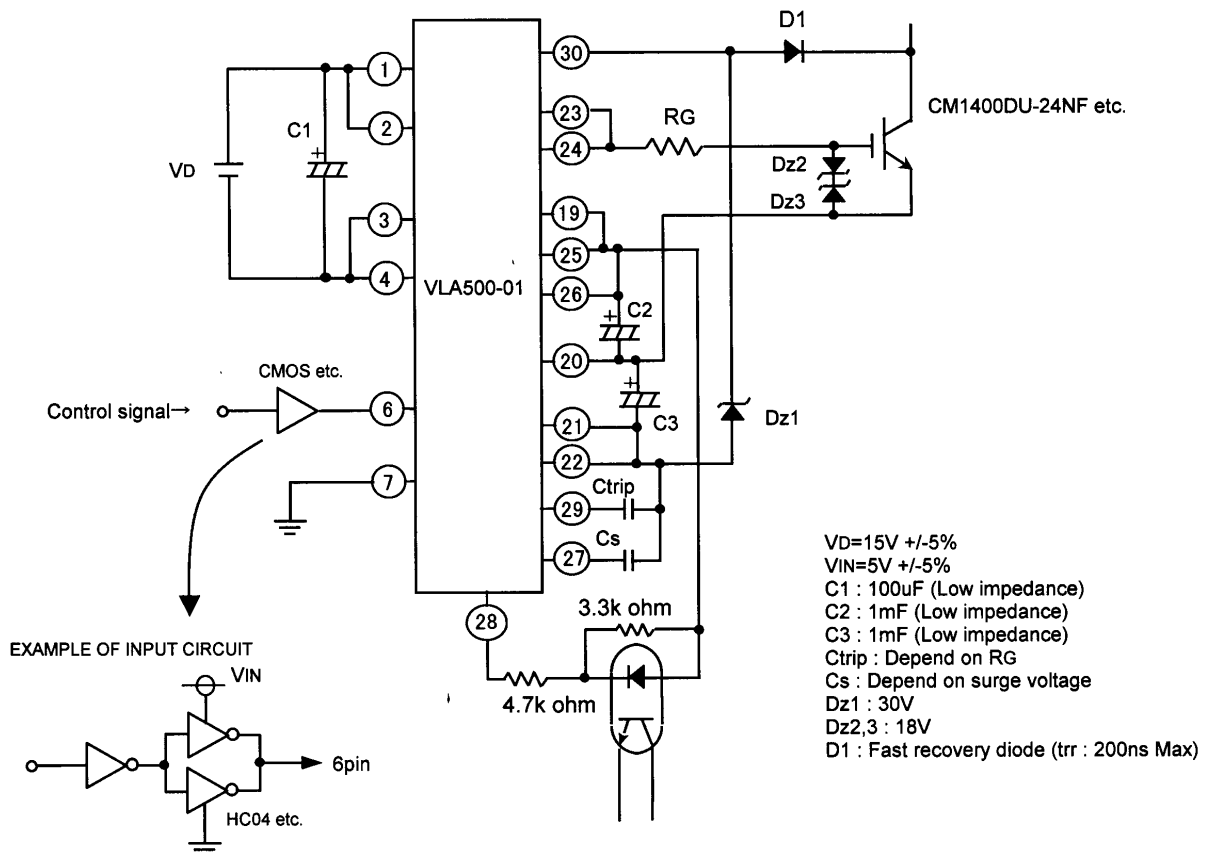 D1
30
1
CM1400DU-24NF etc.
23
RG
C1
+
2
24
VD
Dz2
Dz3
3
19
25
4
VLA500-01
26
+
C2
20
CMOS etc.
+
Control signal→
6
Dz1
21
C3
22
7
Ctrip
29
Cs
27
VD=15V +/-5%
VIN=5V +/-5%
C1 : 100uF (Low impedance)
C2 : 1mF (Low impedance)
C3 : 1mF (Low impedance)
Ctrip : Depend on RG
Cs : Depend on surge voltage
Dz1 : 30V
Dz2,3 : 18V
D1 : Fast recovery diode (trr : 200ns Max)
3.3k ohm
28
4.7k ohm
EXAMPLE OF INPUT CIRCUIT
VIN
6pin
HC04 etc.